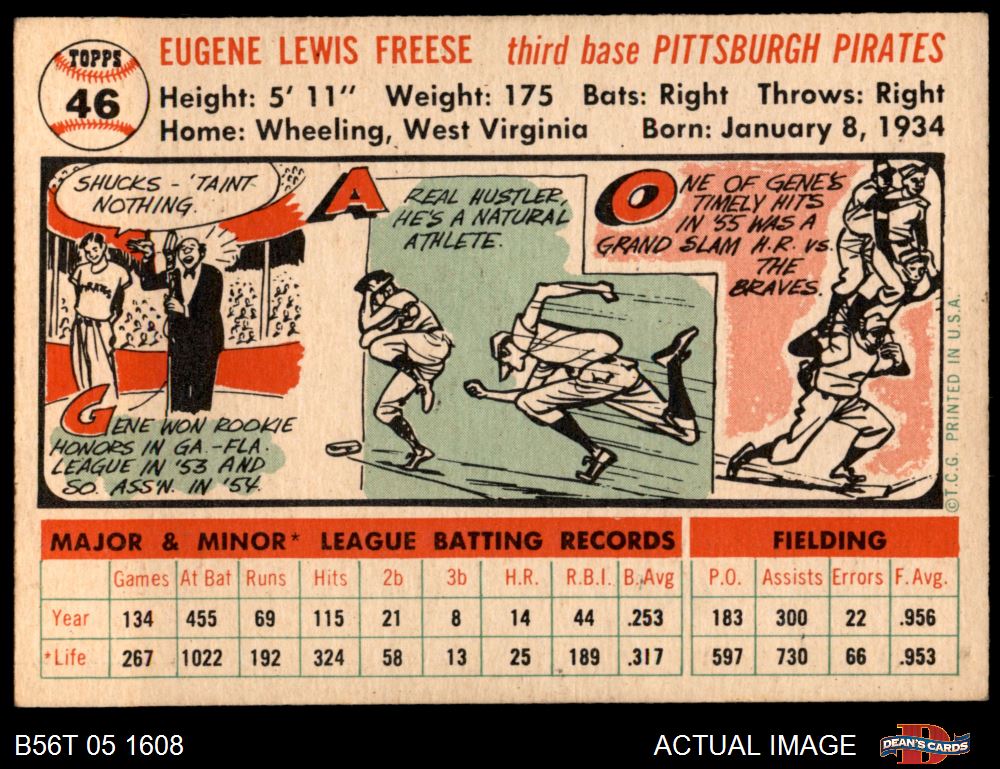 TOPPS
46
EUGENE LEWIS FREESE third base PITTSBURGH PIRATES
Height: 5' 11" Weight: 175 Bats: Right Throws: Right
Home: Wheeling, West Virginia Born: January 8, 1934
SHUCKS - 'TAINT
NOTHING.
PIRATES
GENE WON ROOKIE
HONORS IN GA.-FLA.
LEAGUE IN '53 AND
SO. ASS'N. IN '54.
A REAL HUSTLER,
HE'S A NATURAL
ATHLETE.
ONE OF GENE'S
TIMELY HITS
IN '55 WAS A
GRAND SLAM H.R. vs.
THE
BRAVES.
©T.C.G. PRINTED IN U.S.A.
MAJOR & MINOR* LEAGUE BATTING RECORDS FIELDING
Games At Bat Runs Hits 2b 3b H.R. R.B.I. B.Avg P.O. Assists Errors F.Avg.
Year 134 455 69 115 21 8 14 44 .253 183 300 22 .956
*Life 267 1022 192 324 58 13 25 189 .317 597 730 66 .953
B56T 05 1608 ACTUAL IMAGE DEAN'S CARDS